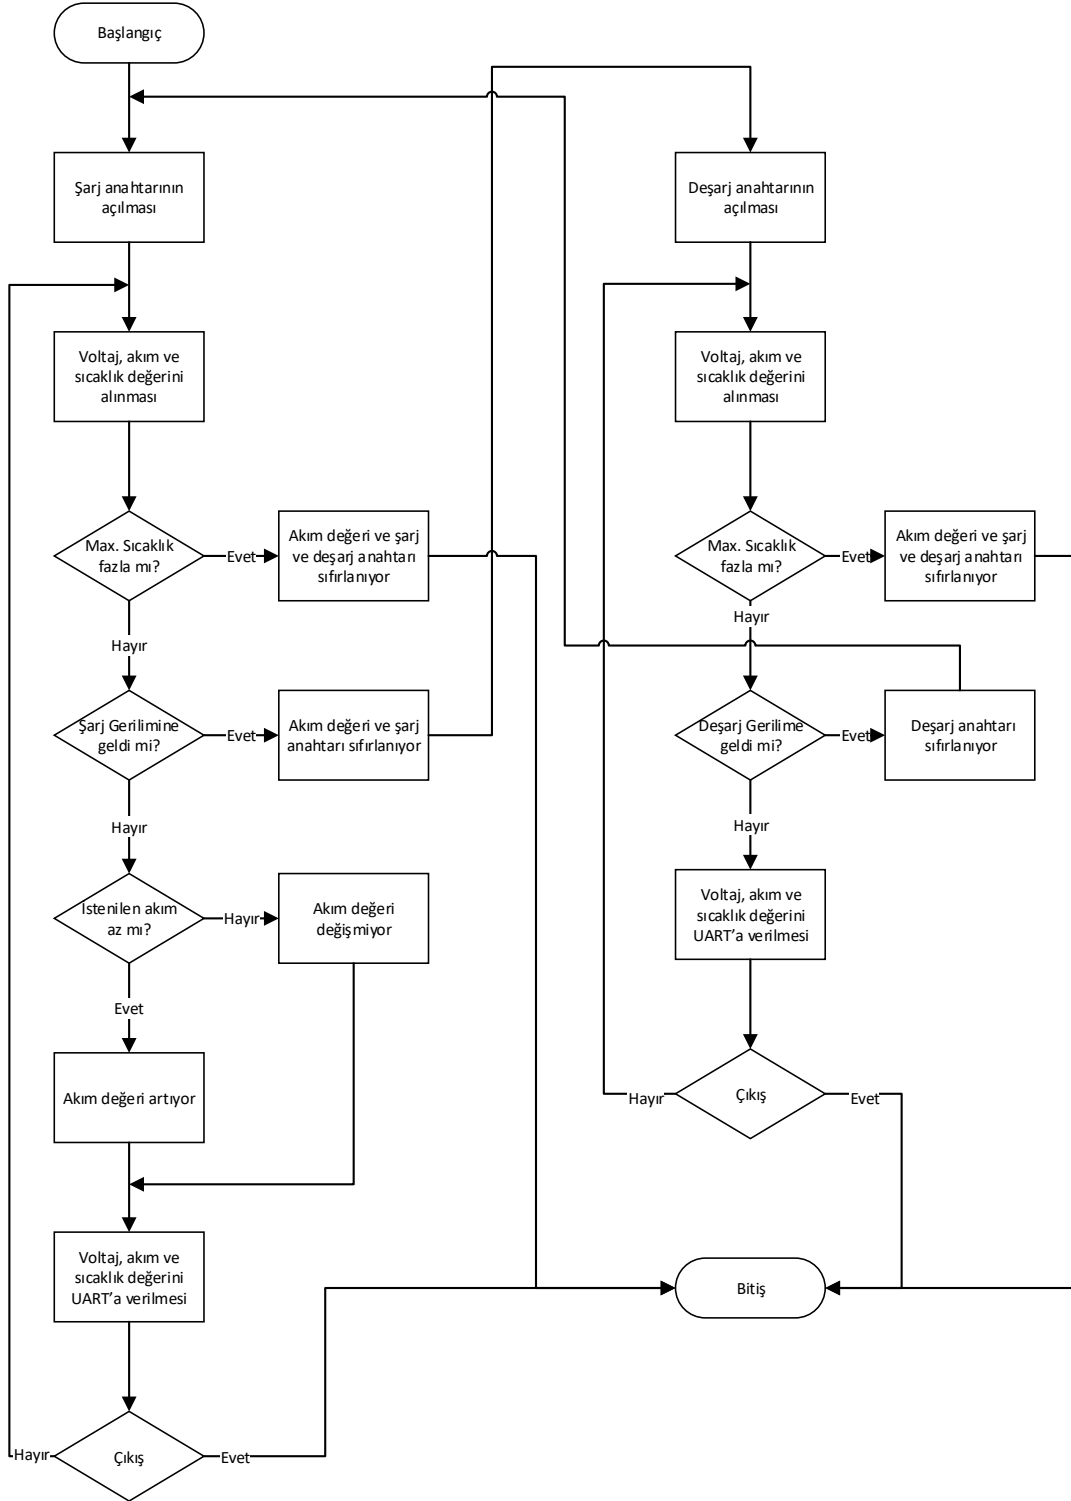 Başlangıç
Şarj anahtarının
açılması
Voltaj, akım ve
sıcaklık değerini
alınması
Max. Sıcaklık
fazla mı?
Evet
Akım değeri ve şarj
ve deşarj anahtarı
sıfırlanıyor
Hayır
Şarj Gerilimine
geldi mi?
Evet
Akım değeri ve şarj
anahtarı sıfırlanıyor
Hayır
İstenilen akım
az mı?
Hayır
Akım değeri
değişmiyor
Evet
Akım değeri artıyor
Voltaj, akım ve
sıcaklık değerini
UART’a verilmesi
Çıkış
Hayır
Evet
Deşarj anahtarının
açılması
Voltaj, akım ve
sıcaklık değerini
alınması
Max. Sıcaklık
fazla mı?
Evet
Akım değeri ve şarj
ve deşarj anahtarı
sıfırlanıyor
Hayır
Deşarj Gerilime
geldi mi?
Evet
Deşarj anahtarı
sıfırlanıyor
Hayır
Voltaj, akım ve
sıcaklık değerini
UART’a verilmesi
Çıkış
Hayır
Evet
Bitiş